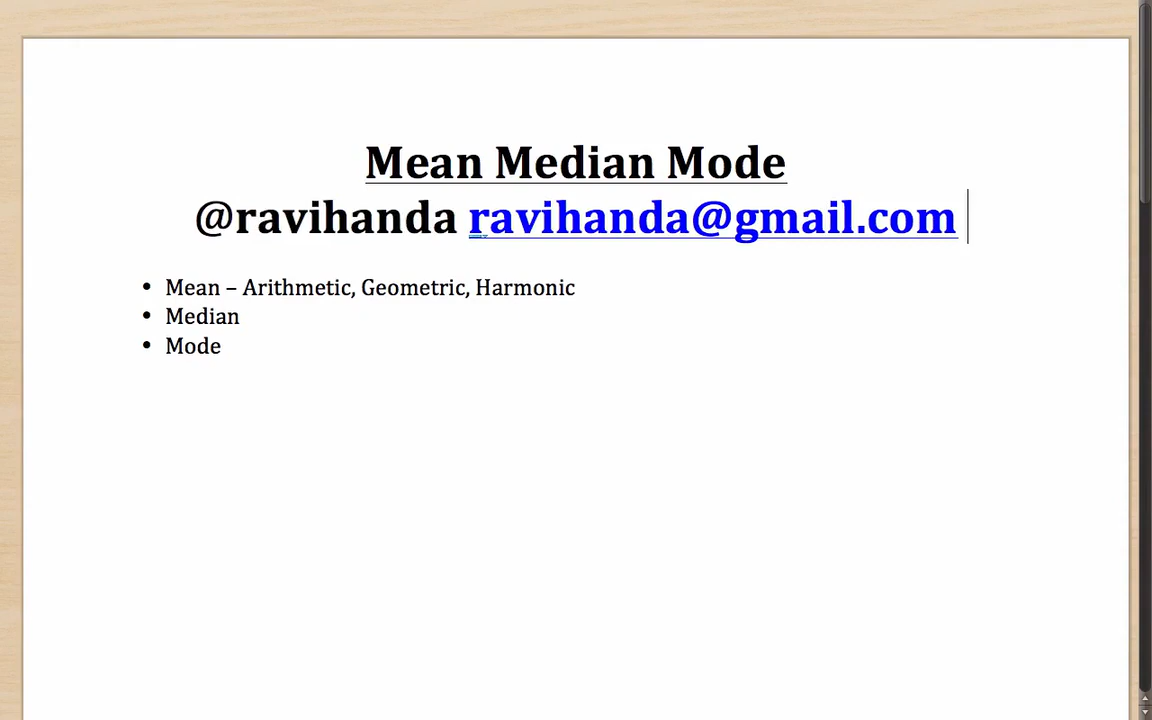 Mean Median Mode
@ravihanda ravihanda@gmail.com
• Mean – Arithmetic, Geometric, Harmonic
• Median
• Mode